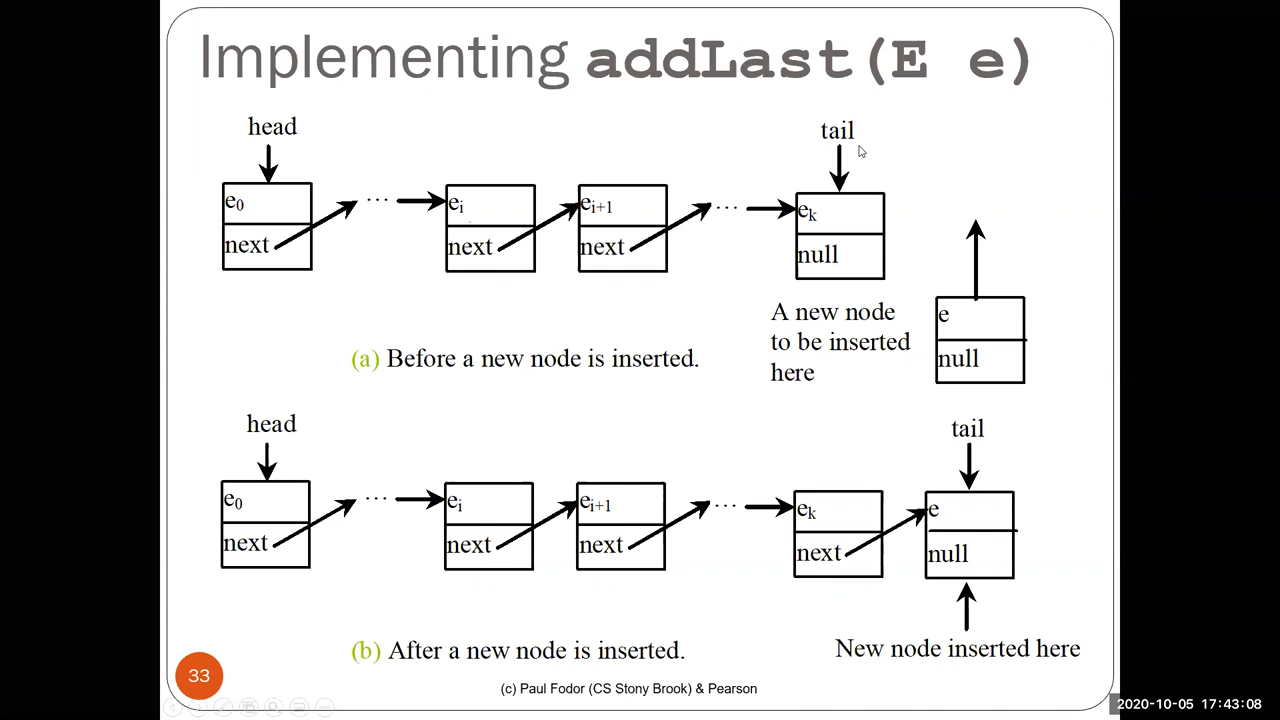 Implementing addLast(E e)
head
tail
e0 … ei ei+1 … ek
next next next null
A new node
to be inserted
here
e
null
(a) Before a new node is inserted.
head
tail
e0 … ei ei+1 … ek e
next next next next null
(b) After a new node is inserted.
New node inserted here
33
(c) Paul Fodor (CS Stony Brook) & Pearson
2020-10-05 17:43:08